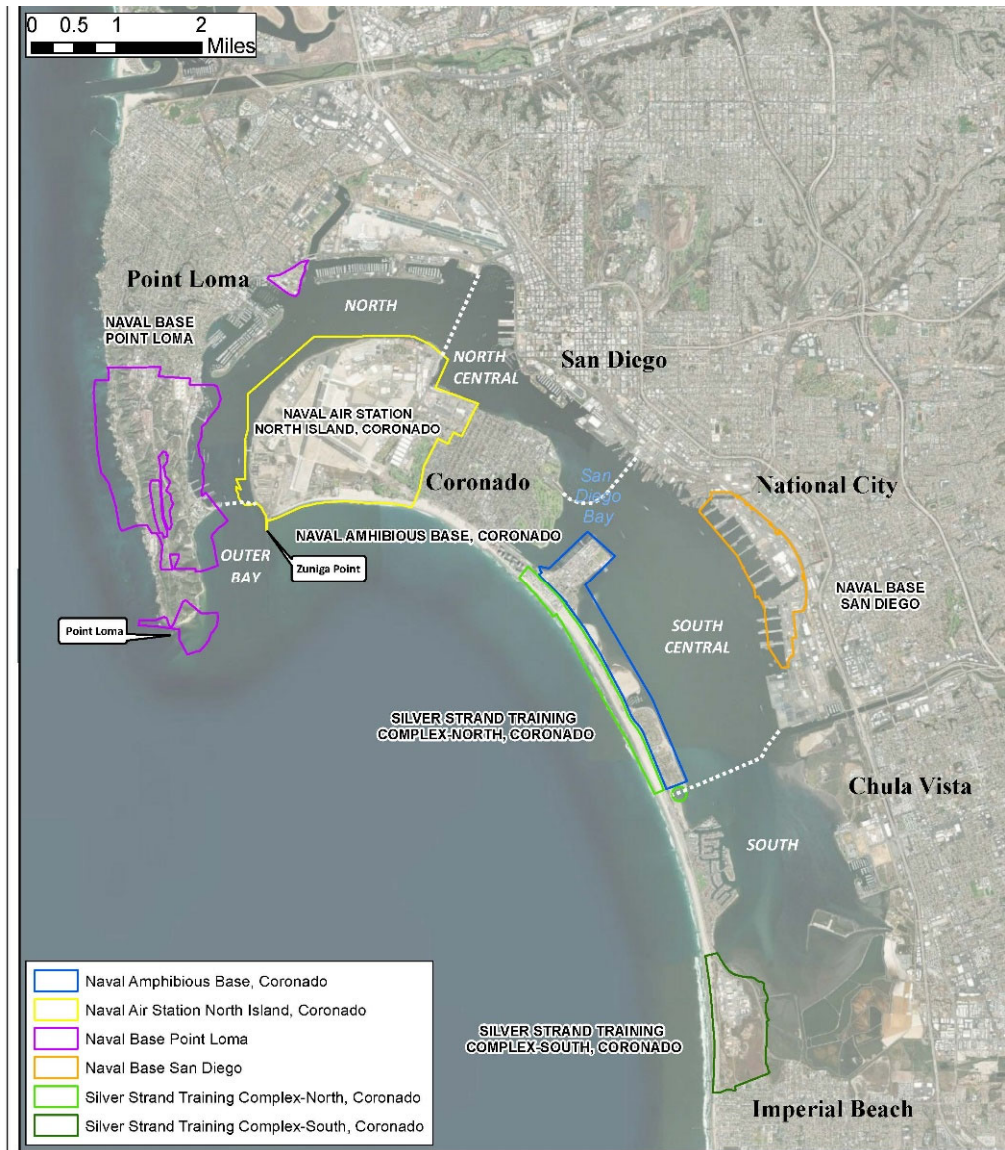 0 0.5 1 2
Miles
Point Loma
NORTH
NAVAL BASE
POINT LOMA
NORTH
CENTRAL
San Diego
NAVAL AIR STATION
NORTH ISLAND, CORONADO
Coronado
San
Diego
Bay
National City
NAVAL AMHIBIOUS BASE, CORONADO
OUTER
BAY
Zuniga Point
NAVAL BASE
SAN DIEGO
Point Loma
SOUTH
CENTRAL
SILVER STRAND TRAINING
COMPLEX-NORTH, CORONADO
Chula Vista
SOUTH
SILVER STRAND TRAINING
COMPLEX-SOUTH, CORONADO
Imperial Beach
Naval Amphibious Base, Coronado
Naval Air Station North Island, Coronado
Naval Base Point Loma
Naval Base San Diego
Silver Strand Training Complex-North, Coronado
Silver Strand Training Complex-South, Coronado